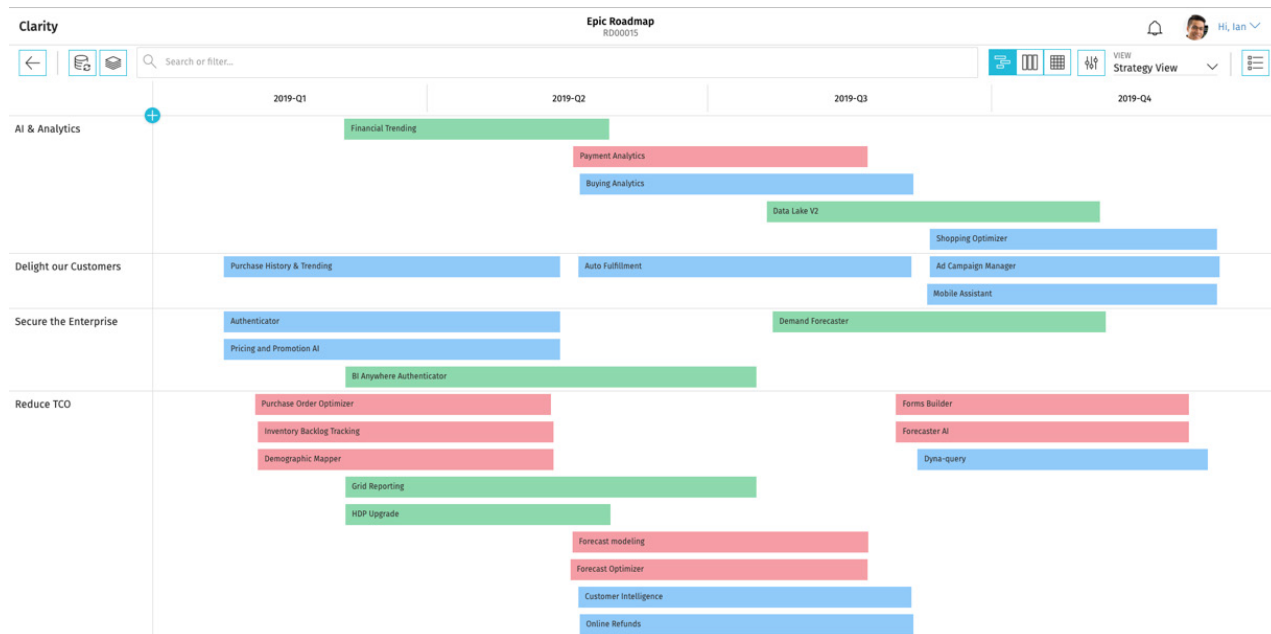 Clarity
Epic Roadmap
RD00015
Hi, Ian
Search or filter...
VIEW
Strategy View
2019-Q1 2019-Q2 2019-Q3 2019-Q4
AI & Analytics
Financial Trending
Payment Analytics
Buying Analytics
Data Lake V2
Shopping Optimizer
Delight our Customers
Purchase History & Trending
Auto Fulfillment
Ad Campaign Manager
Mobile Assistant
Secure the Enterprise
Authenticator
Demand Forecaster
Pricing and Promotion AI
BI Anywhere Authenticator
Reduce TCO
Purchase Order Optimizer
Forms Builder
Inventory Backlog Tracking
Forecaster AI
Demographic Mapper
Dyna-query
Grid Reporting
HDP Upgrade
Forecast modeling
Forecast Optimizer
Customer Intelligence
Online Refunds